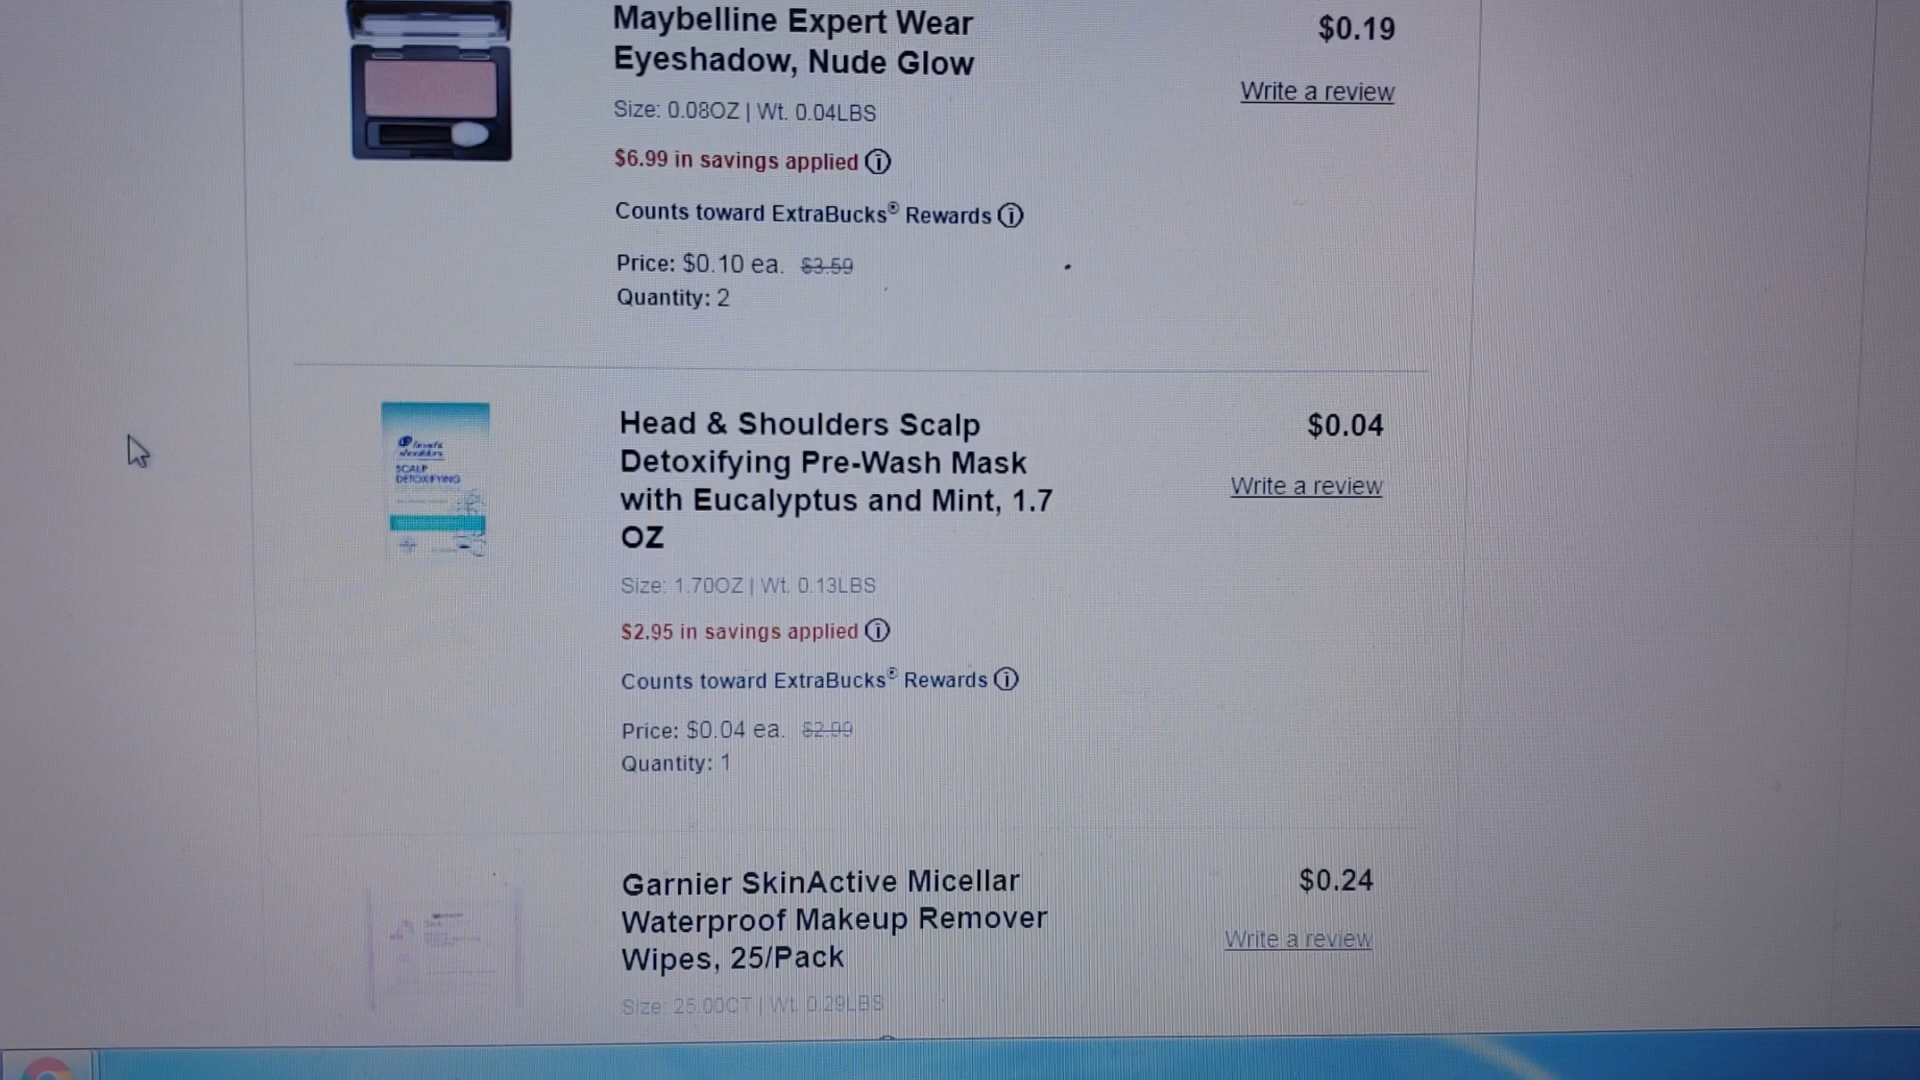 Maybelline Expert Wear
Eyeshadow, Nude Glow
$0.19
Write a review
Size: 0.08OZ | Wt. 0.04LBS
$6.99 in savings applied
Counts toward ExtraBucks® Rewards
Price: $0.10 ea. $3.59
Quantity: 2
Head & Shoulders Scalp
Detoxifying Pre-Wash Mask
with Eucalyptus and Mint, 1.7
OZ
$0.04
Write a review
SCALP
DETOXIFYING
Size: 1.70OZ | Wt. 0.13LBS
$2.95 in savings applied
Counts toward ExtraBucks® Rewards
Price: $0.04 ea. $2.99
Quantity: 1
Garnier SkinActive Micellar
Waterproof Makeup Remover
Wipes, 25/Pack
$0.24
Write a review
Size: 25.00CT | Wt. 0.29LBS